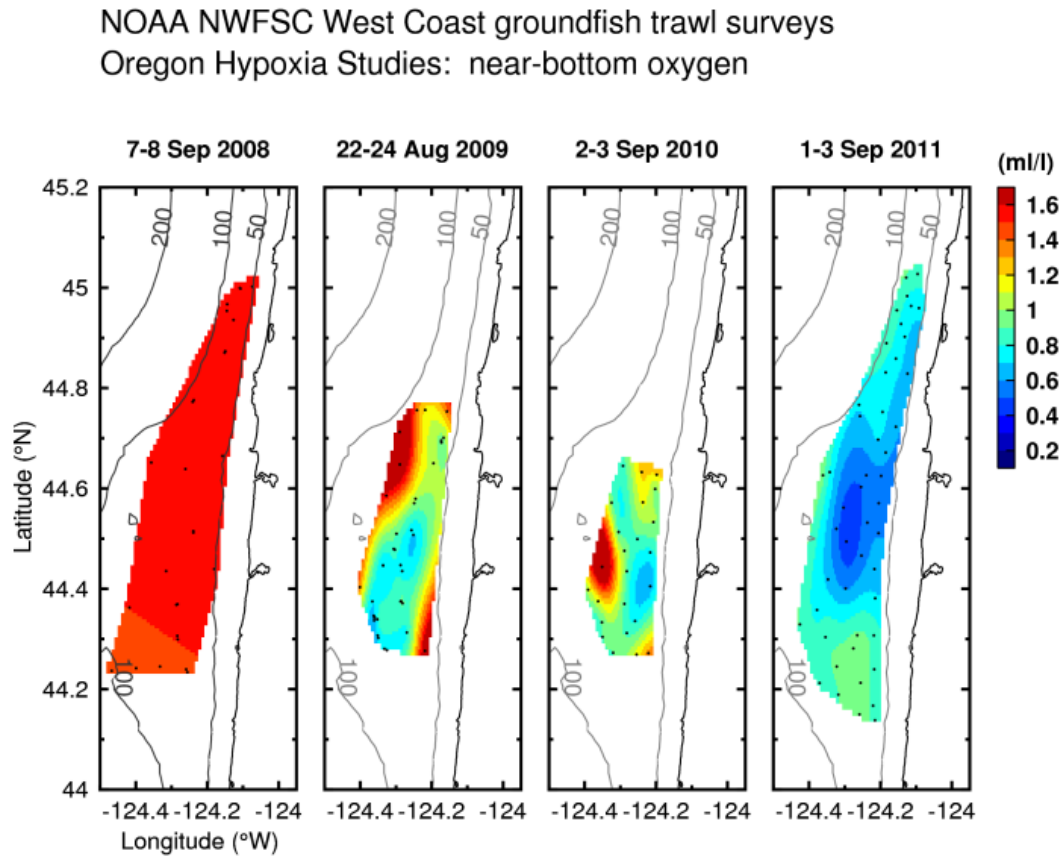 NOAA NWFSC West Coast groundfish trawl surveys
Oregon Hypoxia Studies: near-bottom oxygen
7-8 Sep 2008
22-24 Aug 2009
2-3 Sep 2010
1-3 Sep 2011
(ml/l)
45.2
45
44.8
44.6
44.4
44.2
44
Latitude (°N)
200
100
50
100
200
100
50
100
200
100
50
100
200
100
50
100
1.6
1.4
1.2
1
0.8
0.6
0.4
0.2
-124.4 -124.2 -124
-124.4 -124.2 -124
-124.4 -124.2 -124
-124.4 -124.2 -124
Longitude (°W)